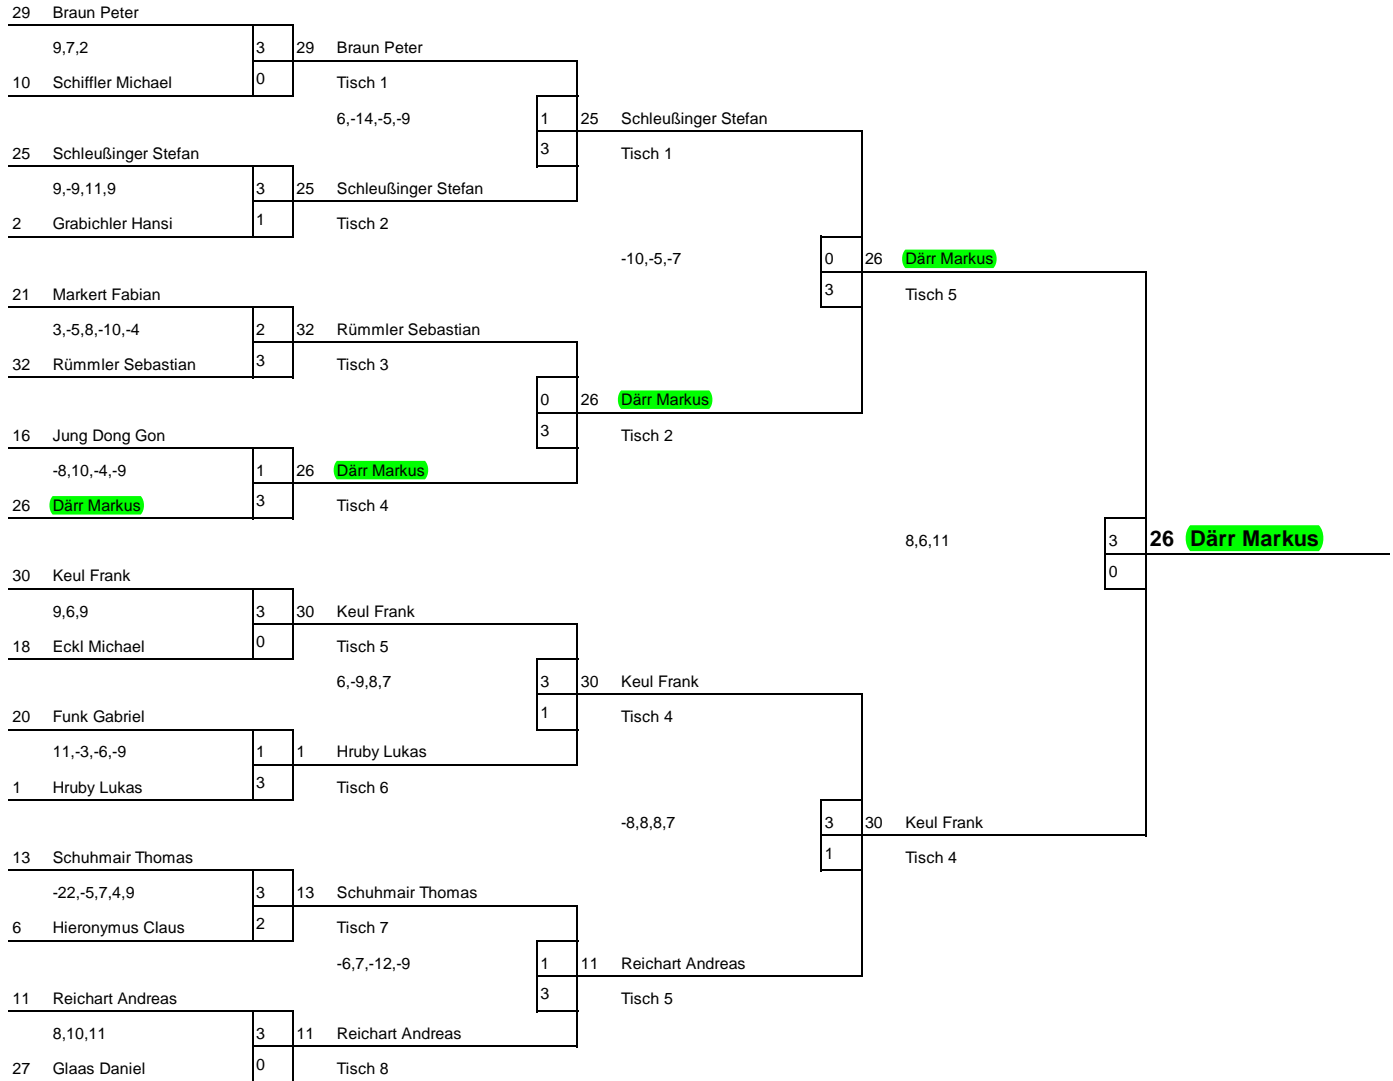 29 Braun Peter
9,7,2 3 29 Braun Peter
10 Schiffler Michael 0 Tisch 1
6,-14,-5,-9 1 25 Schleußinger Stefan
25 Schleußinger Stefan 3 Tisch 1
9,-9,11,9 3 25 Schleußinger Stefan
2 Grabichler Hansi 1 Tisch 2
-10,-5,-7 0 26 Därr Markus
21 Markert Fabian 3 Tisch 5
3,-5,8,-10,-4 2 32 Rümmler Sebastian
32 Rümmler Sebastian 3 Tisch 3
0 26 Därr Markus
16 Jung Dong Gon 3 Tisch 2
-8,10,-4,-9 1 26 Därr Markus
26 Därr Markus 3 Tisch 4
8,6,11 3 26 Därr Markus
30 Keul Frank 0
9,6,9 3 30 Keul Frank
18 Eckl Michael 0 Tisch 5
6,-9,8,7 3 30 Keul Frank
20 Funk Gabriel 1 Tisch 4
11,-3,-6,-9 1 1 Hruby Lukas
1 Hruby Lukas 3 Tisch 6
-8,8,8,7 3 30 Keul Frank
13 Schuhmair Thomas 1 Tisch 4
-22,-5,7,4,9 3 13 Schuhmair Thomas
6 Hieronymus Claus 2 Tisch 7
-6,7,-12,-9 1 11 Reichart Andreas
11 Reichart Andreas 3 Tisch 5
8,10,11 3 11 Reichart Andreas
27 Glaas Daniel 0 Tisch 8